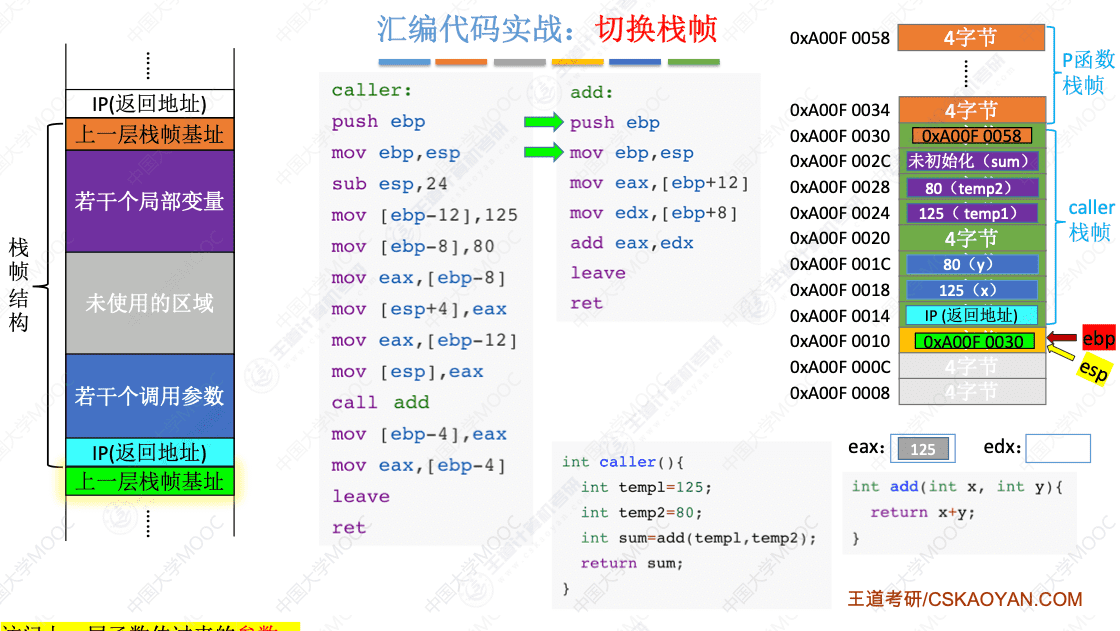 汇编代码实战：切换栈帧
IP(返回地址)
上一层栈帧基址
若干个局部变量
未使用的区域
若干个调用参数
IP(返回地址)
上一层栈帧基址
栈帧结构
caller:
push ebp
mov ebp,esp
sub esp,24
mov [ebp-12],125
mov [ebp-8],80
mov eax,[ebp-8]
mov [esp+4],eax
mov eax,[ebp-12]
mov [esp],eax
call add
mov [ebp-4],eax
mov eax,[ebp-4]
leave
ret
add:
push ebp
mov ebp,esp
mov eax,[ebp+12]
mov edx,[ebp+8]
add eax,edx
leave
ret
0xA00F 0058 4字节
0xA00F 0034 4字节
0xA00F 0030 0xA00F 0058
0xA00F 002C 未初始化（sum）
0xA00F 0028 80（temp2）
0xA00F 0024 125（temp1）
0xA00F 0020 4字节
0xA00F 001C 80（y）
0xA00F 0018 125（x）
0xA00F 0014 IP (返回地址)
0xA00F 0010 0xA00F 0030
0xA00F 000C 4字节
0xA00F 0008 4字节
P函数
栈帧
caller
栈帧
ebp
esp
eax: 125 edx:
int caller(){
int temp1=125;
int temp2=80;
int sum=add(temp1,temp2);
return sum;
}
int add(int x, int y){
return x+y;
}
王道考研/CSKAOYAN.COM